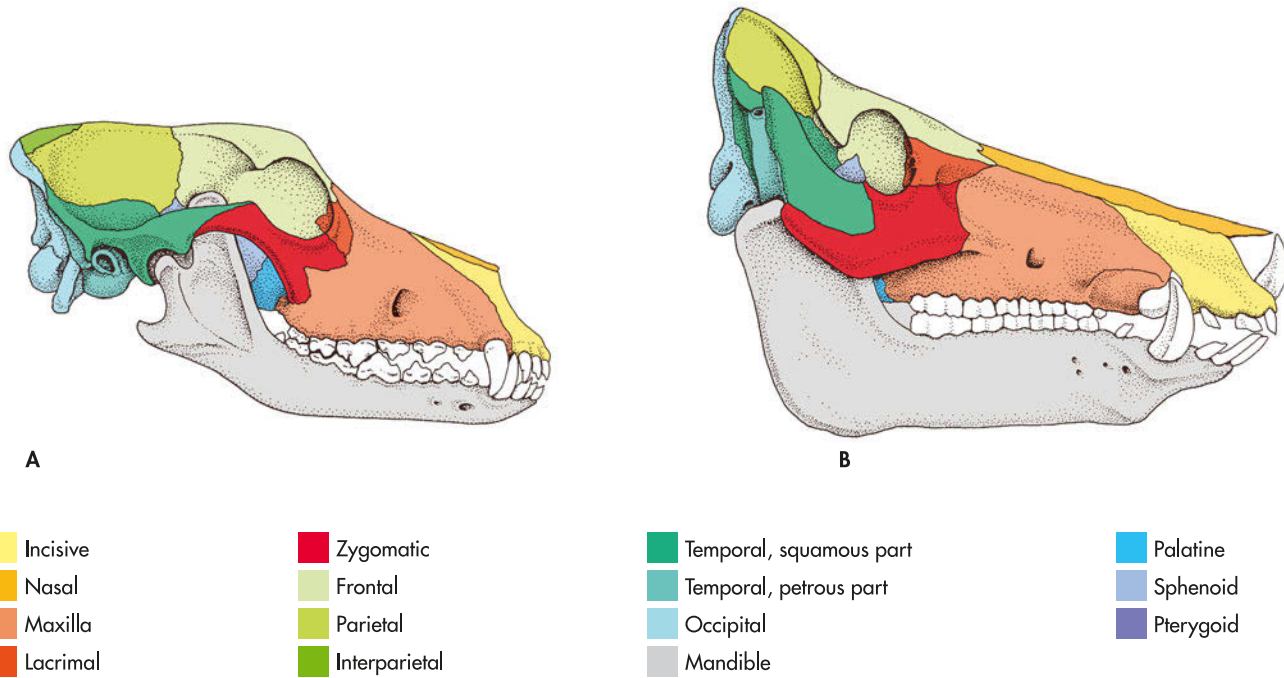 A
B
Incisive
Nasal
Maxilla
Lacrimal
Zygomatic
Frontal
Parietal
Interparietal
Temporal, squamous part
Temporal, petrous part
Occipital
Mandible
Palatine
Sphenoid
Pterygoid